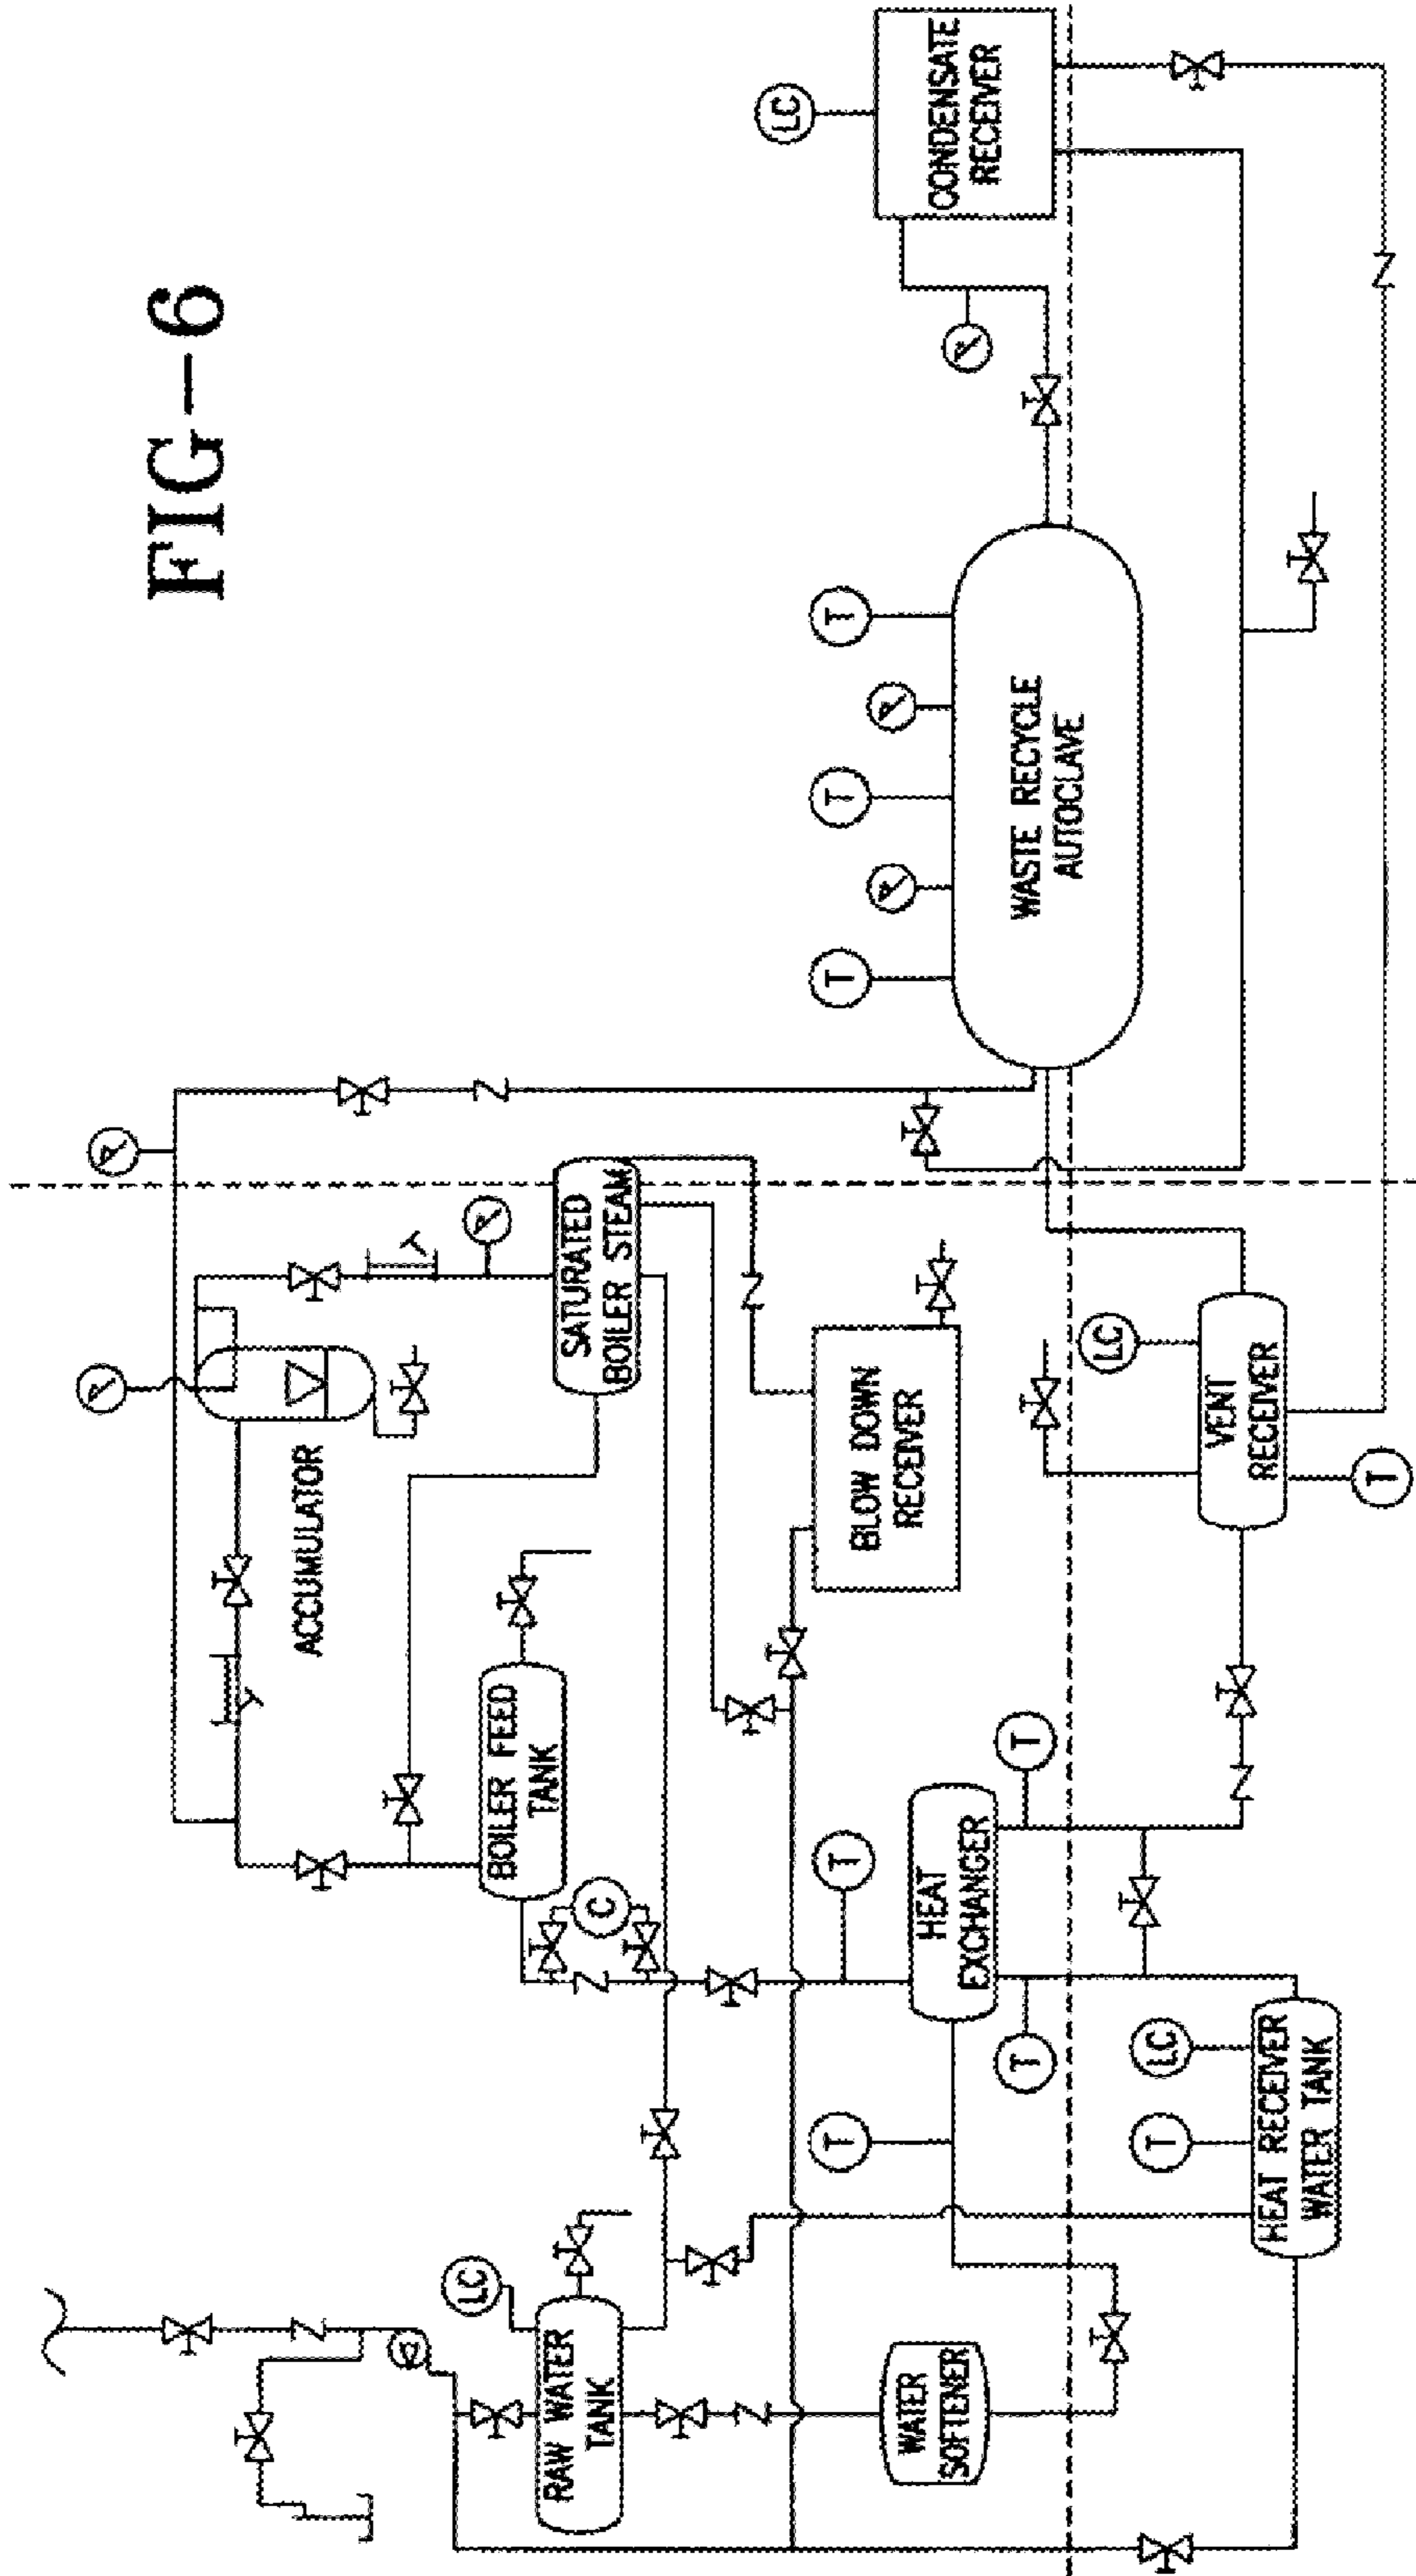 FIG-6
P
P
ACCUMULATOR
P
SATURATED
BOILER STEAM
BOILER FEED
TANK
C
LC
RAW WATER
TANK
BLOW DOWN
RECEIVER
WATER
SOFTENER
T
T
HEAT
EXCHANGER
T
T
T
P
T
P
T
WASTE RECYCLE
AUTOCLAVE
LC
P
CONDENSATE
RECEIVER
LC
VENT
RECEIVER
T
T
LC
HEAT RECEIVER
WATER TANK